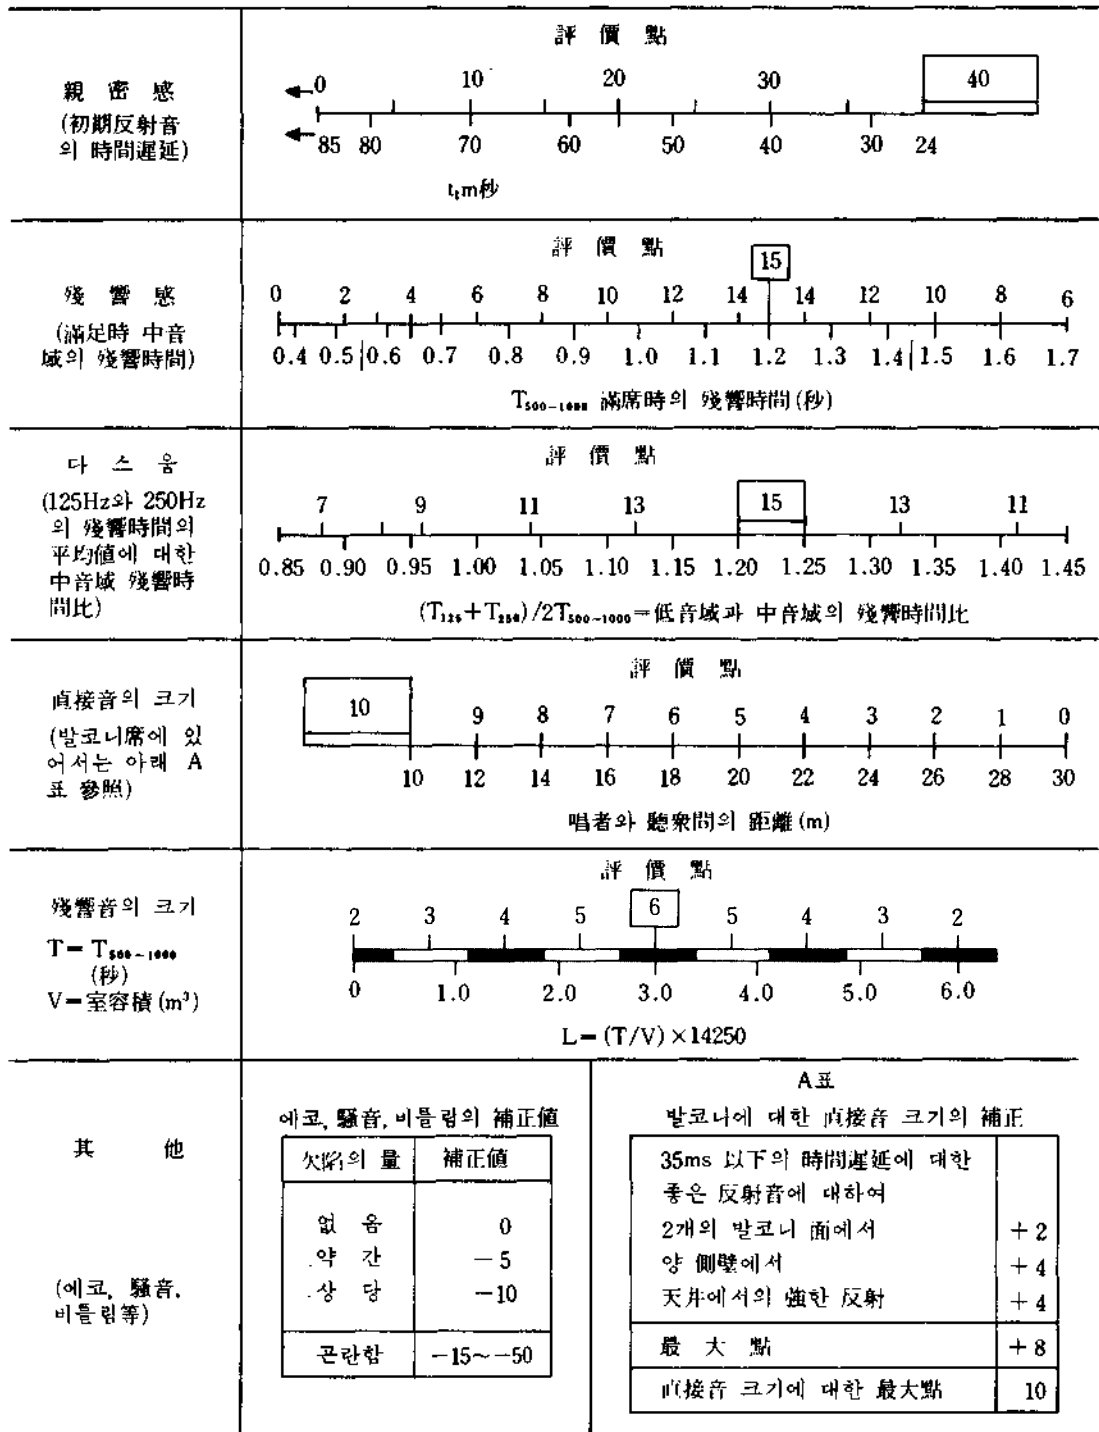 評 價 點
親 密 感
(初期反射音
의 時間遲延)
0 10 20 30 40
85 80 70 60 50 40 30 24
t₁m秒
評 價 點
15
殘 響 感
0 2 4 6 8 10 12 14 14 12 10 8 6
(滿足時 中音
域의 殘響時間)
0.4 0.5 0.6 0.7 0.8 0.9 1.0 1.1 1.2 1.3 1.4 1.5 1.6 1.7
T₅₀₀₋₁₀₀₀ 滿席時의 殘響時間(秒)
다 스 움
評 價 點
(125Hz와 250Hz
의 殘響時間의
平均値에 대한
中音域 殘響時
間比)
7 9 11 13 15 13 11
0.85 0.90 0.95 1.00 1.05 1.10 1.15 1.20 1.25 1.30 1.35 1.40 1.45
(T₁₂₅+T₂₅₀)/2T₅₀₀~₁₀₀₀=低音域과 中音域의 殘響時間比
評 價 點
直接音의 크기
(발코니席에 있
어서는 아래 A
표 參照)
10 9 8 7 6 5 4 3 2 1 0
10 12 14 16 18 20 22 24 26 28 30
唱者와 聽衆間의 距離(m)
評 價 點
殘響音의 크기
T=T₅₀₀~₁₀₀₀
(秒)
V=室容積(m³)
2 3 4 5 6 5 4 3 2
0 1.0 2.0 3.0 4.0 5.0 6.0
L=(T/V)×14250
其 他
(에코, 騷音,
비틀림等)
에코, 騷音, 비틀림의 補正値
欠陷의 量 補正値
없 음 0
약 간 -5
상 당 -10
곤란함 -15~-50
A표
발코니에 대한 直接音 크기의 補正
35ms 以下의 時間遲延에 대한
좋은 反射音에 대하여
2개의 발코니 面에서 +2
양 側壁에서 +4
天井에서의 強한 反射 +4
最 大 點 +8
直接音 크기에 대한 最大點 10